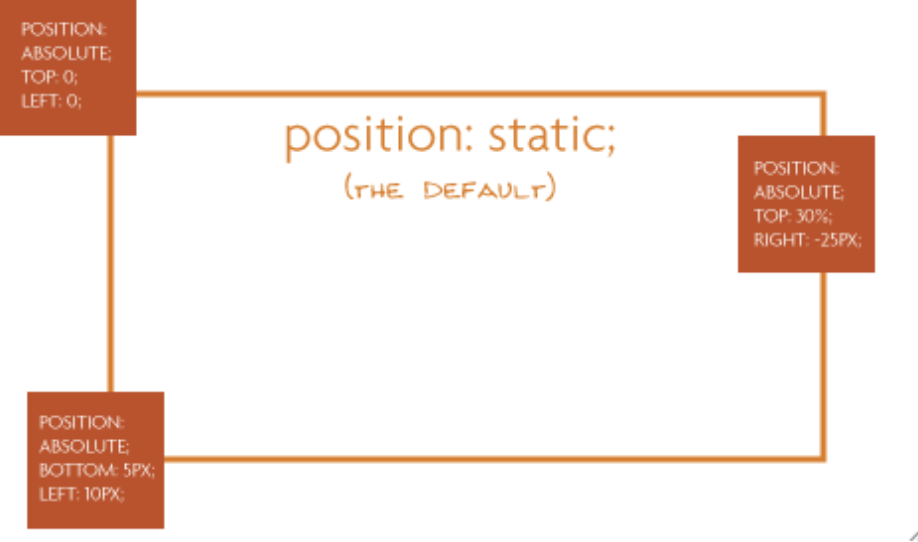 POSITION:
ABSOLUTE;
TOP: 0;
LEFT: 0;
position: static;
(THE DEFAULT)
POSITION:
ABSOLUTE;
TOP: 30%;
RIGHT: -25PX;
POSITION:
ABSOLUTE;
BOTTOM: 5PX;
LEFT: 10PX;